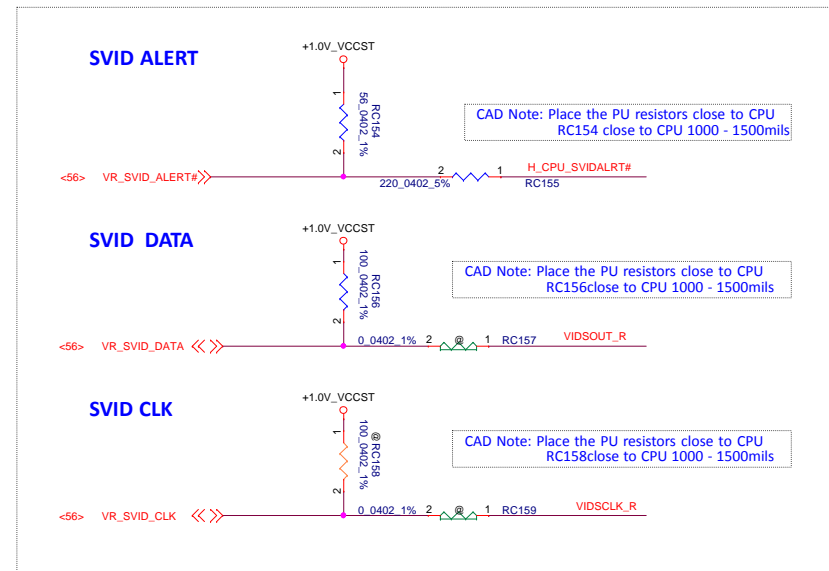 SVID ALERT
+1.0V_VCCST
1
RC154
56_0402_1%
2
CAD Note: Place the PU resistors close to CPU
RC154 close to CPU 1000 - 1500mils
<56> VR_SVID_ALERT#
220_0402_5%
2
1
RC155
H_CPU_SVIDALRT#
SVID DATA
+1.0V_VCCST
1
RC156
100_0402_1%
2
CAD Note: Place the PU resistors close to CPU
RC156close to CPU 1000 - 1500mils
<56> VR_SVID_DATA
0_0402_1% 2 @ 1 RC157
VIDSOUT_R
SVID CLK
+1.0V_VCCST
1
@ RC158
100_0402_1%
2
CAD Note: Place the PU resistors close to CPU
RC158close to CPU 1000 - 1500mils
<56> VR_SVID_CLK
0_0402_1% 2 @ 1 RC159
VIDSCLK_R